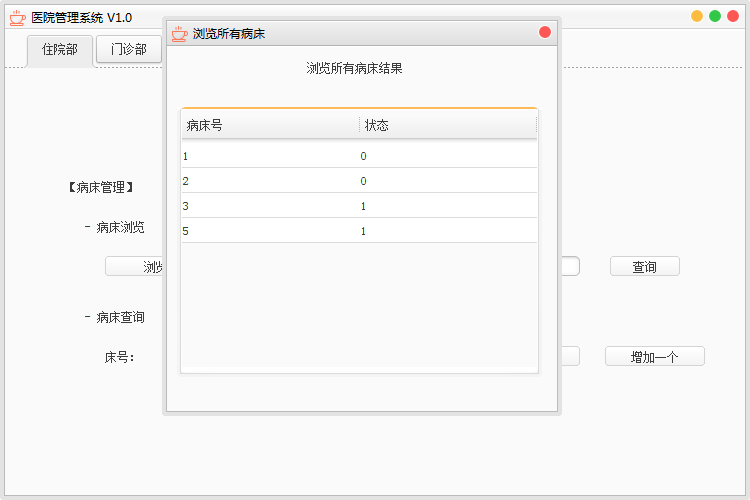 医院管理系统 V1.0
住院部
门诊部
浏览所有病床
浏览所有病床结果
病床号 状态
1 0
2 0
3 1
5 1
【病床管理】
- 病床浏览
浏览
查询
- 病床查询
床号:
增加一个